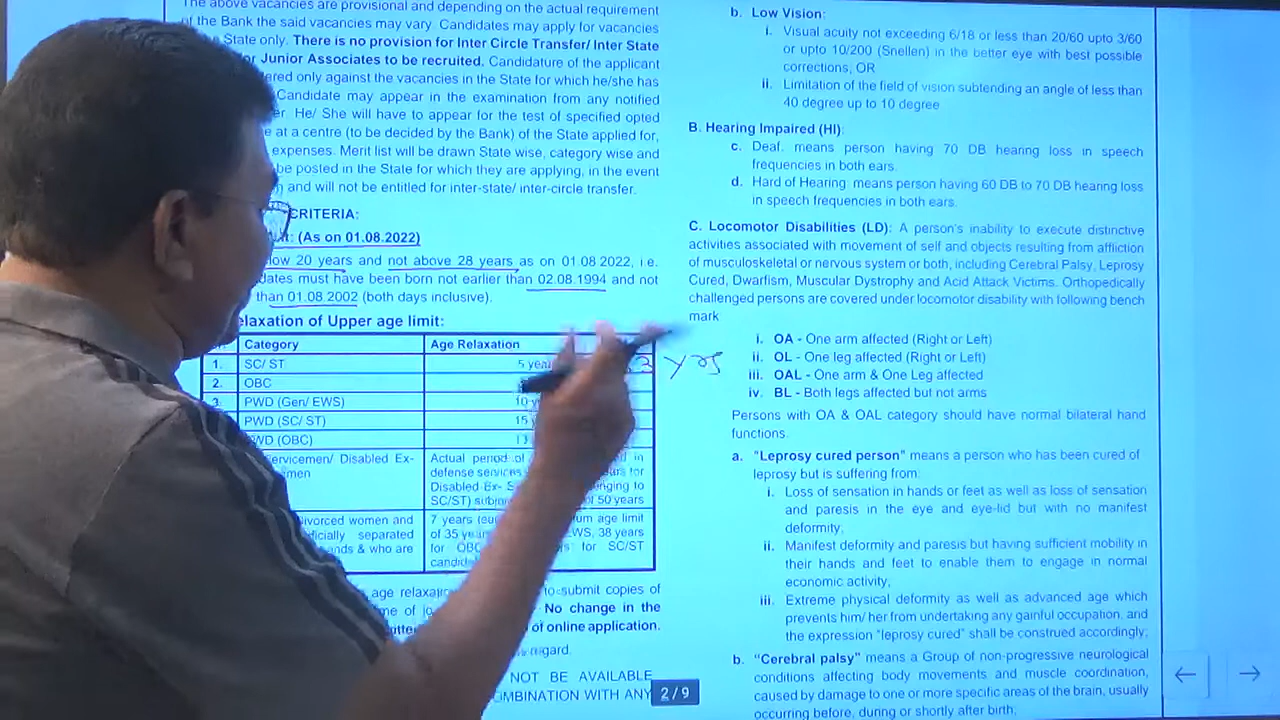 The above vacancies are provisional and depending on the actual requirement
of the Bank the said vacancies may vary. Candidates may apply for vacancies
State only. There is no provision for Inter Circle Transfer/ Inter State
Junior Associates to be recruited. Candidature of the applicant
only against the vacancies in the State for which he/she has
Candidate may appear in the examination from any notified
He/ She will have to appear for the test of specified opted
at a centre (to be decided by the Bank) of the State applied for,
expenses. Merit list will be drawn State wise, category wise and
be posted in the State for which they are applying, in the event
and will not be entitled for inter-state/ inter-circle transfer.
CRITERIA:
(As on 01.08.2022)
20 years and not above 28 years as on 01.08.2022, i.e.
must have been born not earlier than 02.08.1994 and not
than 01.08.2002 (both days inclusive).
elaxation of Upper age limit:
Category Age Relaxation
1. SC/ ST 5
2. OBC
3. PWD (Gen/ EWS) 10
PWD (SC/ ST) 15
PWD (OBC)
ervicemen/ Disabled Ex-
Actual period of in
defense services for
Disabled Ex- to
SC/ST) of 50 years
ivorced women and
separated
& who are
7 years age limit
of 35 EWS, 38 years
for OBC for SC/ST
age to submit copies of
No change in the
of online application.
regard.
NOT BE AVAILABLE
WITH ANY
b. Low Vision:
i. Visual acuity not exceeding 6/18 or less than 20/60 upto 3/60
or upto 10/200 (Snellen) in the better eye with best possible
corrections; OR
ii. Limitation of the field of vision subtending an angle of less than
40 degree up to 10 degree
B. Hearing Impaired (HI):
c. Deaf: means person having 70 DB hearing loss in speech
frequencies in both ears.
d. Hard of Hearing: means person having 60 DB to 70 DB hearing loss
in speech frequencies in both ears.
C. Locomotor Disabilities (LD): A person's inability to execute distinctive
activities associated with movement of self and objects resulting from affliction
of musculoskeletal or nervous system or both, including Cerebral Palsy, Leprosy
Cured, Dwarfism, Muscular Dystrophy and Acid Attack Victims. Orthopedically
challenged persons are covered under locomotor disability with following bench
mark
i. OA - One arm affected (Right or Left)
ii. OL - One leg affected (Right or Left)
iii. OAL - One arm & One Leg affected
iv. BL - Both legs affected but not arms
Persons with OA & OAL category should have normal bilateral hand
functions.
a. "Leprosy cured person" means a person who has been cured of
leprosy but is suffering from:
i. Loss of sensation in hands or feet as well as loss of sensation
and paresis in the eye and eye-lid but with no manifest
deformity;
ii. Manifest deformity and paresis but having sufficient mobility in
their hands and feet to enable them to engage in normal
economic activity;
iii. Extreme physical deformity as well as advanced age which
prevents him/ her from undertaking any gainful occupation, and
the expression "leprosy cured" shall be construed accordingly;
b. "Cerebral palsy" means a Group of non-progressive neurological
conditions affecting body movements and muscle coordination,
caused by damage to one or more specific areas of the brain, usually
occurring before, during or shortly after birth;
2/9